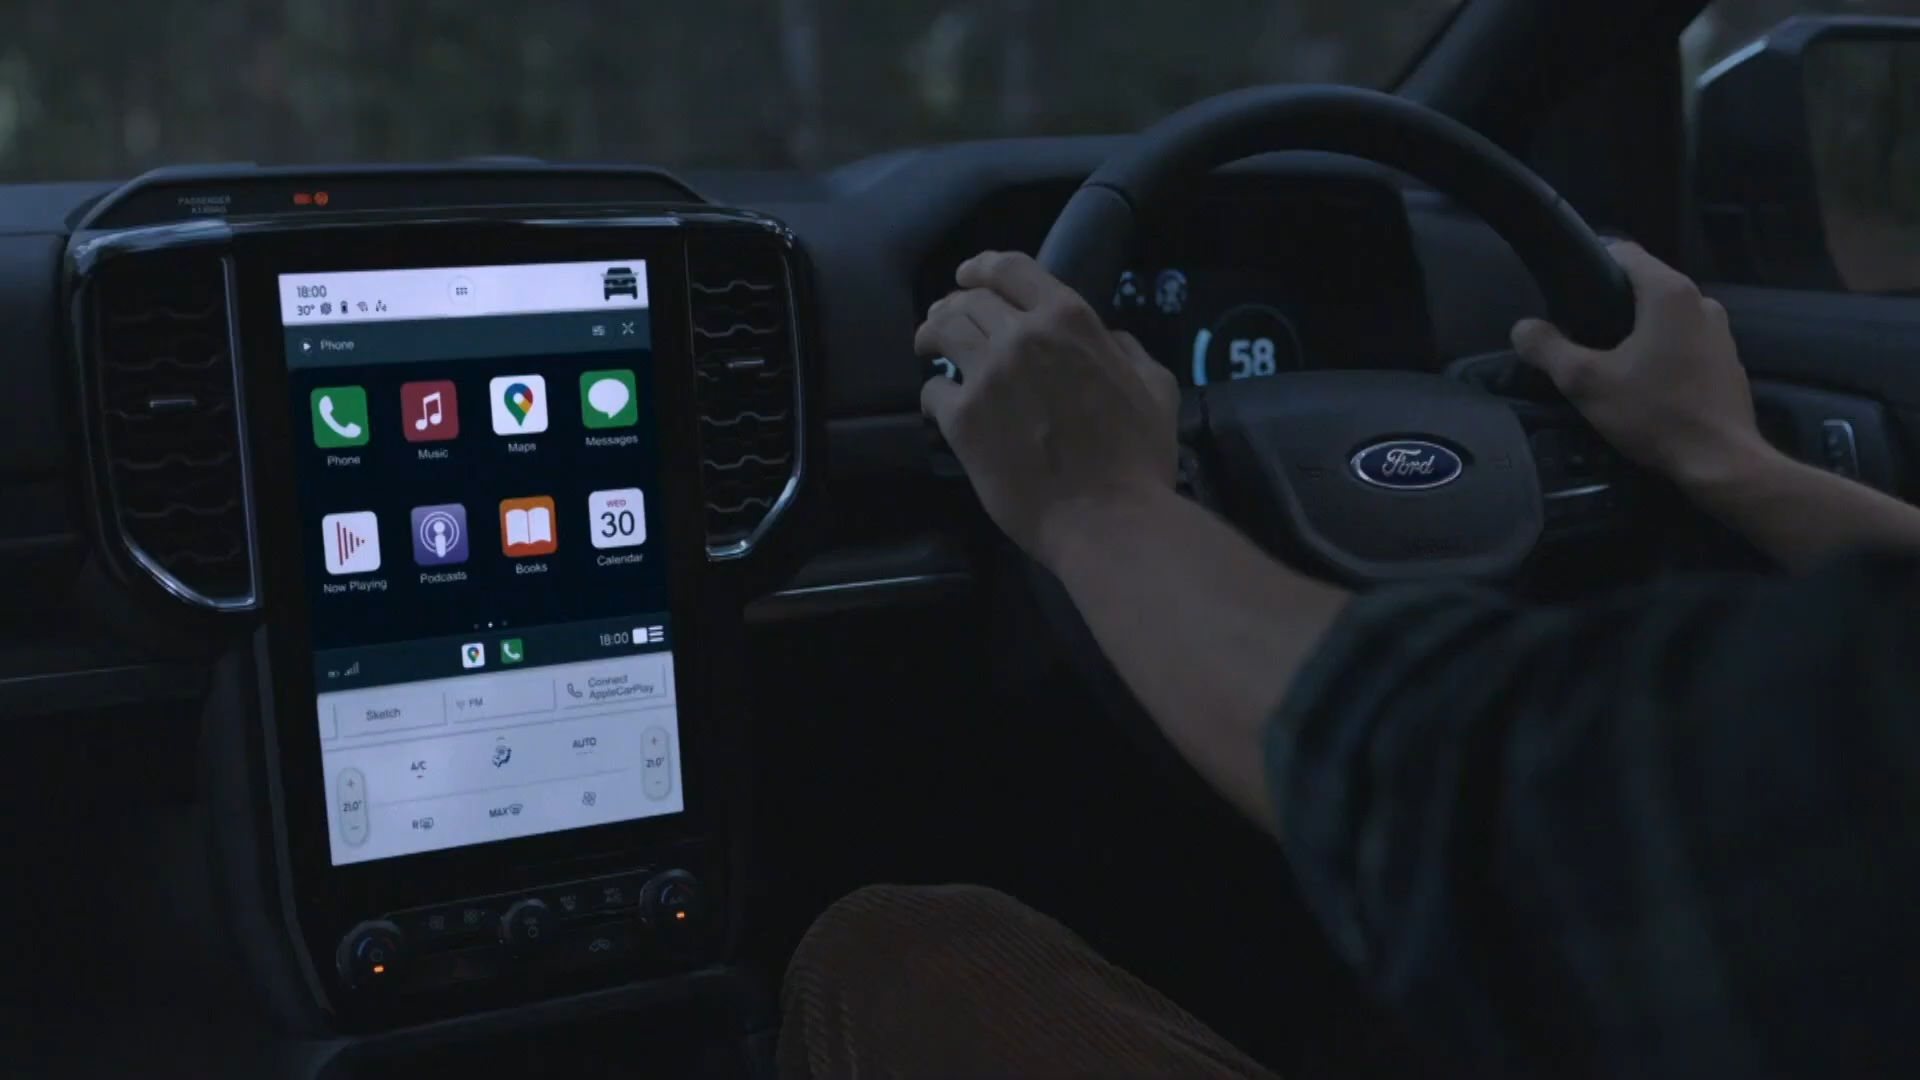 PASSENGER
AIRBAG
18:00
30°
Phone
Phone
Music
Maps
Messages
WED
30
Now Playing
Podcasts
Books
Calendar
18:00
Sketch
FM
Connect
AppleCarPlay
A/C
AUTO
21.0°
21.0°
R
MAX
58
Ford